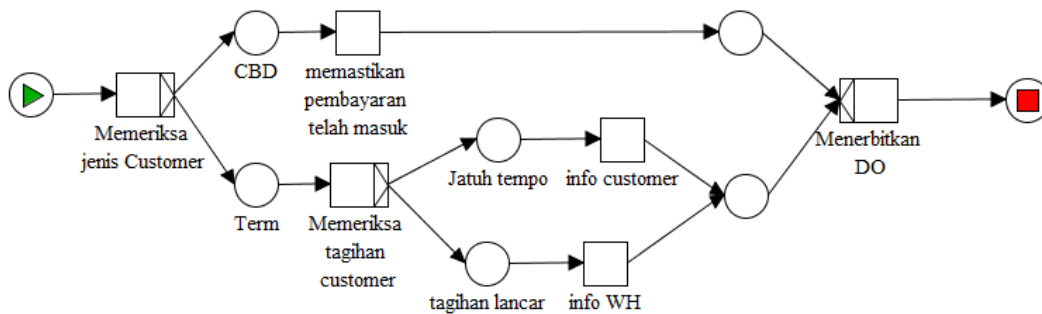 CBD
memastikan
pembayaran
telah masuk
Memeriksa
jenis Customer
Menerbitkan
DO
Jatuh tempo
info customer
Term
Memeriksa
tagihan
customer
tagihan lancar
info WH